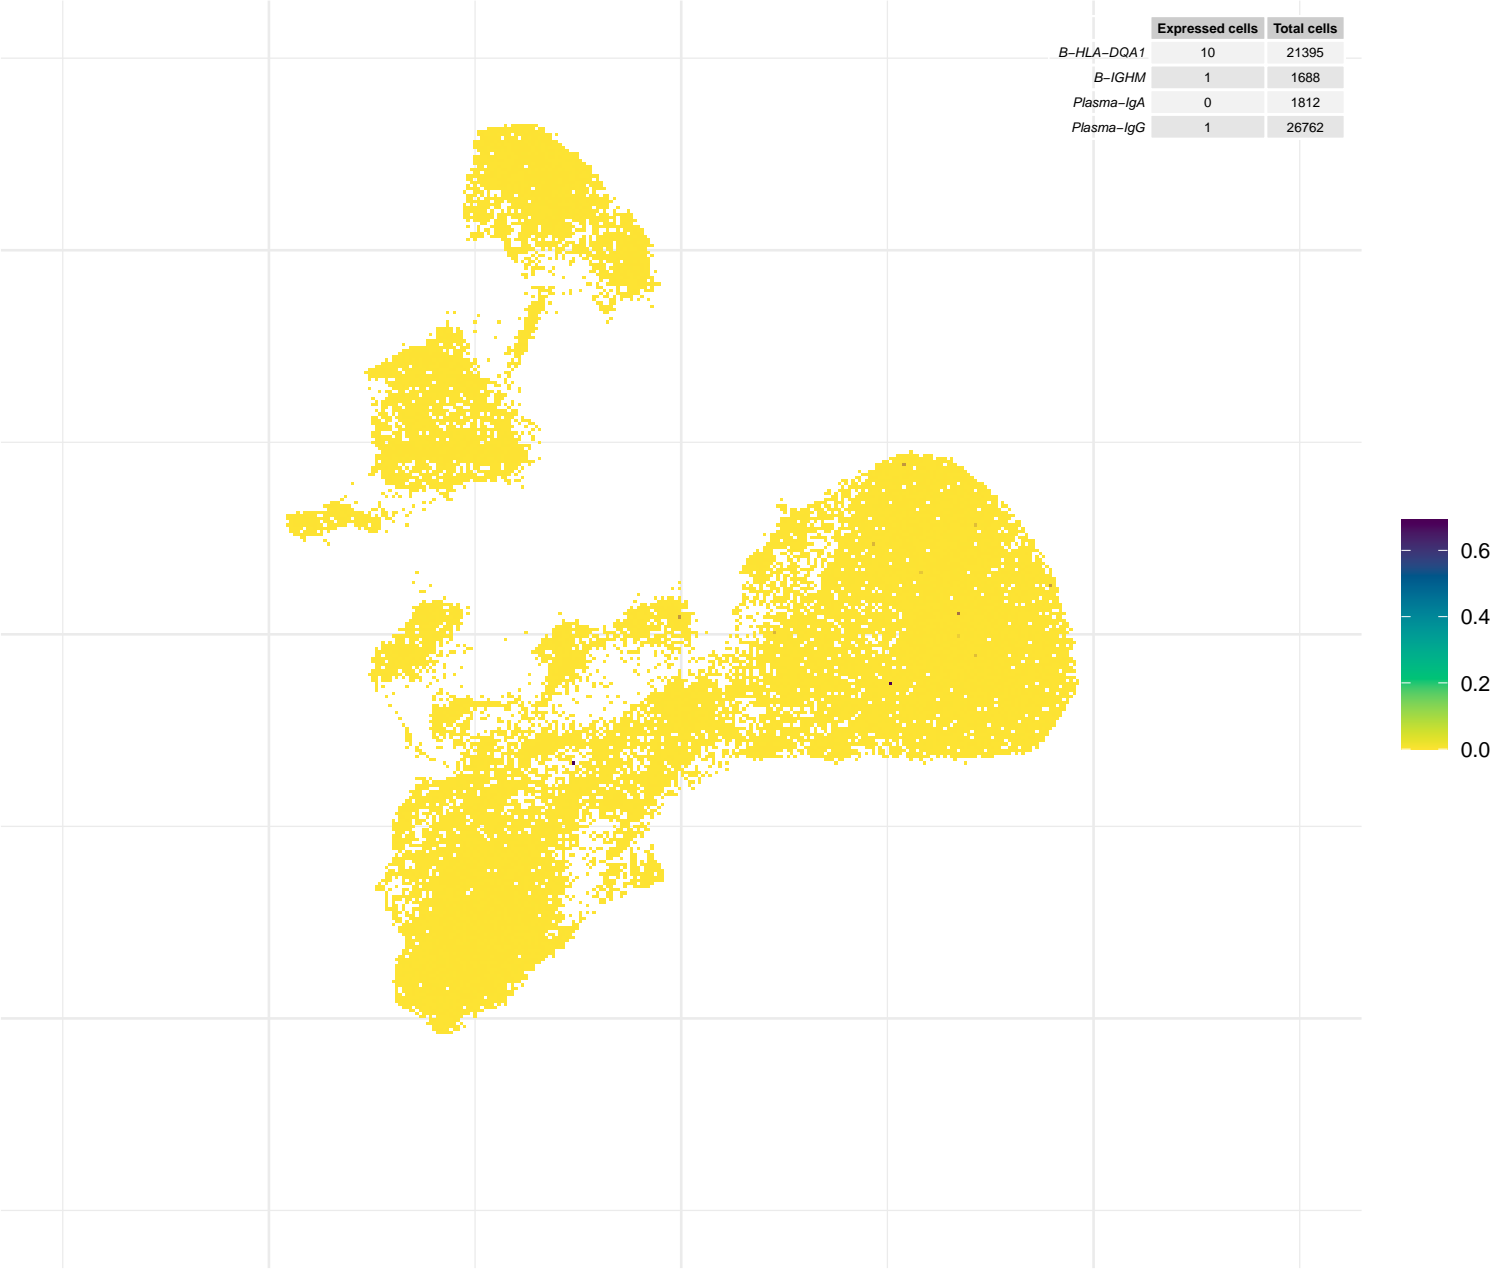 Expressed cells Total cells
B−HLA−DQA1 10 21395
B−IGHM 1 1688
Plasma−IgA 0 1812
Plasma−IgG 1 26762
0.6
0.4
0.2
0.0